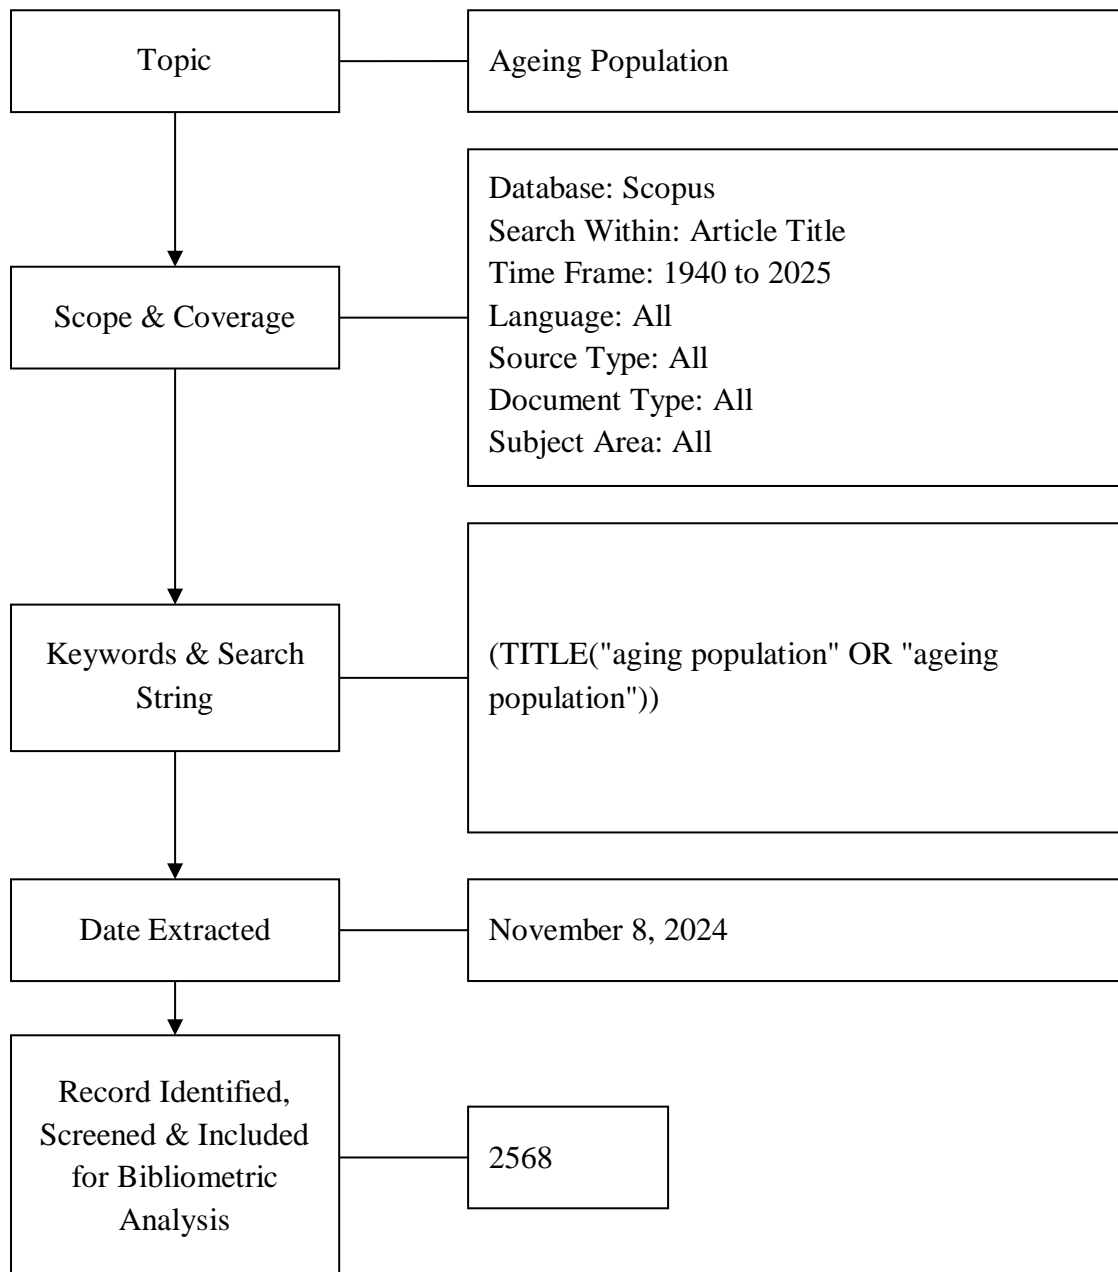 Topic
Ageing Population
Database: Scopus
Search Within: Article Title
Time Frame: 1940 to 2025
Language: All
Source Type: All
Document Type: All
Subject Area: All
Scope & Coverage
Keywords & Search
String
(TITLE("aging population" OR "ageing
population"))
Date Extracted
November 8, 2024
Record Identified,
Screened & Included
for Bibliometric
Analysis
2568